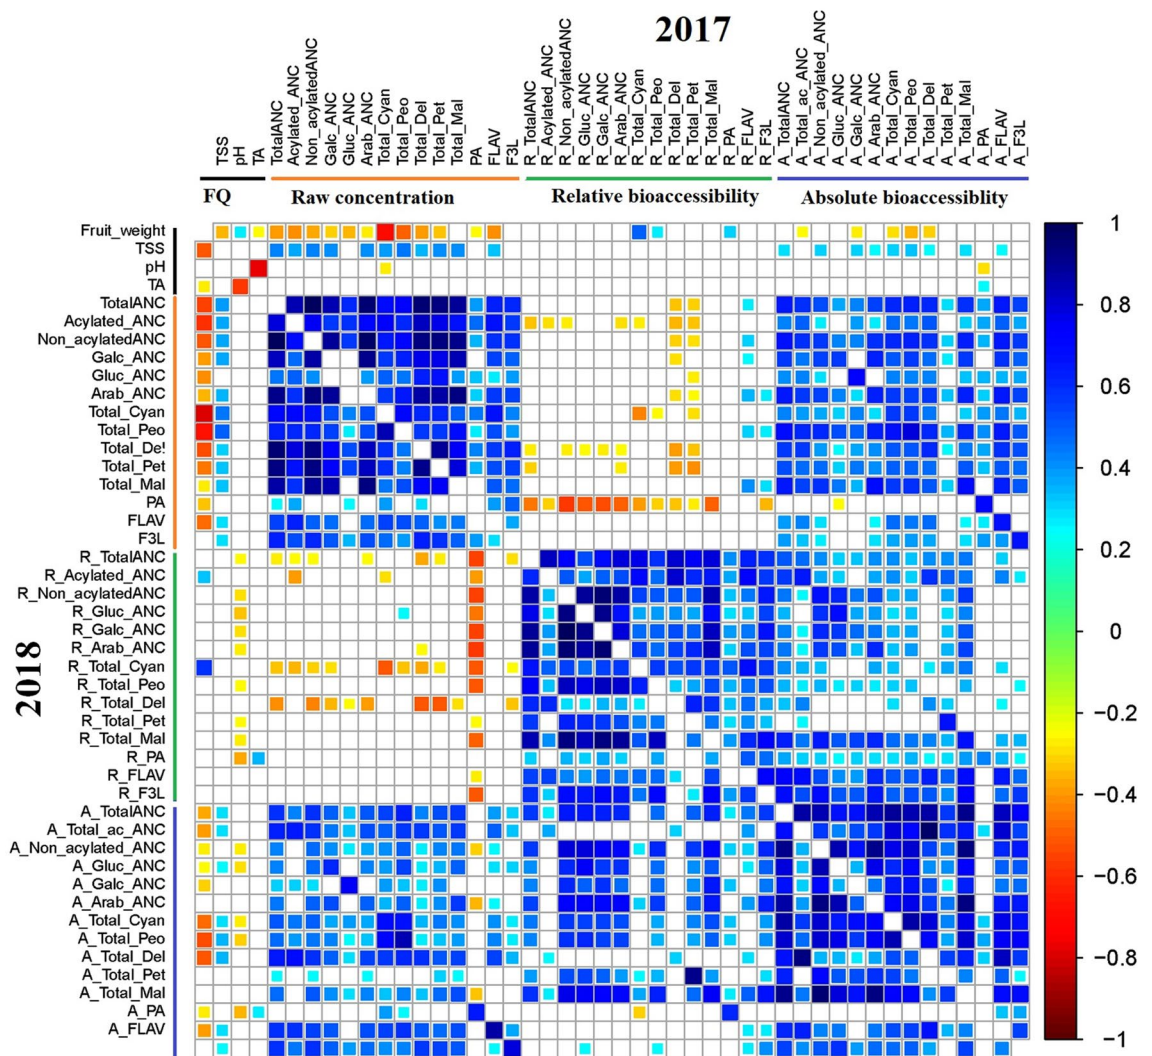 2017
TSS
pH
TA
TotalANC
Acylated_ANC
Non_acylatedANC
Galc_ANC
Gluc_ANC
Arab_ANC
Total_Cyan
Total_Peo
Total_Del
Total_Pet
Total_Mal
PA
FLAV
F3L
R_TotalANC
R_Acylated_ANC
R_Non_acylatedANC
R_Gluc_ANC
R_Galc_ANC
R_Arab_ANC
R_Total_Cyan
R_Total_Peo
R_Total_Del
R_Total_Pet
R_Total_Mal
R_PA
R_FLAV
R_F3L
A_TotalANC
A_Total_ac_ANC
A_Non_acylated_ANC
A_Gluc_ANC
A_Galc_ANC
A_Arab_ANC
A_Total_Cyan
A_Total_Peo
A_Total_Del
A_Total_Pet
A_Total_Mal
A_PA
A_FLAV
A_F3L
FQ
Raw concentration
Relative bioaccessibility
Absolute bioaccessiblity
Fruit_weight
TSS
pH
TA
TotalANC
Acylated_ANC
Non_acylatedANC
Galc_ANC
Gluc_ANC
Arab_ANC
Total_Cyan
Total_Peo
Total_Del
Total_Pet
Total_Mal
PA
FLAV
F3L
R_TotalANC
R_Acylated_ANC
R_Non_acylatedANC
R_Gluc_ANC
R_Galc_ANC
R_Arab_ANC
R_Total_Cyan
R_Total_Peo
R_Total_Del
R_Total_Pet
R_Total_Mal
R_PA
R_FLAV
R_F3L
A_TotalANC
A_Total_ac_ANC
A_Non_acylated_ANC
A_Gluc_ANC
A_Galc_ANC
A_Arab_ANC
A_Total_Cyan
A_Total_Peo
A_Total_Del
A_Total_Pet
A_Total_Mal
A_PA
A_FLAV
2018
1
0.8
0.6
0.4
0.2
0
−0.2
−0.4
−0.6
−0.8
−1